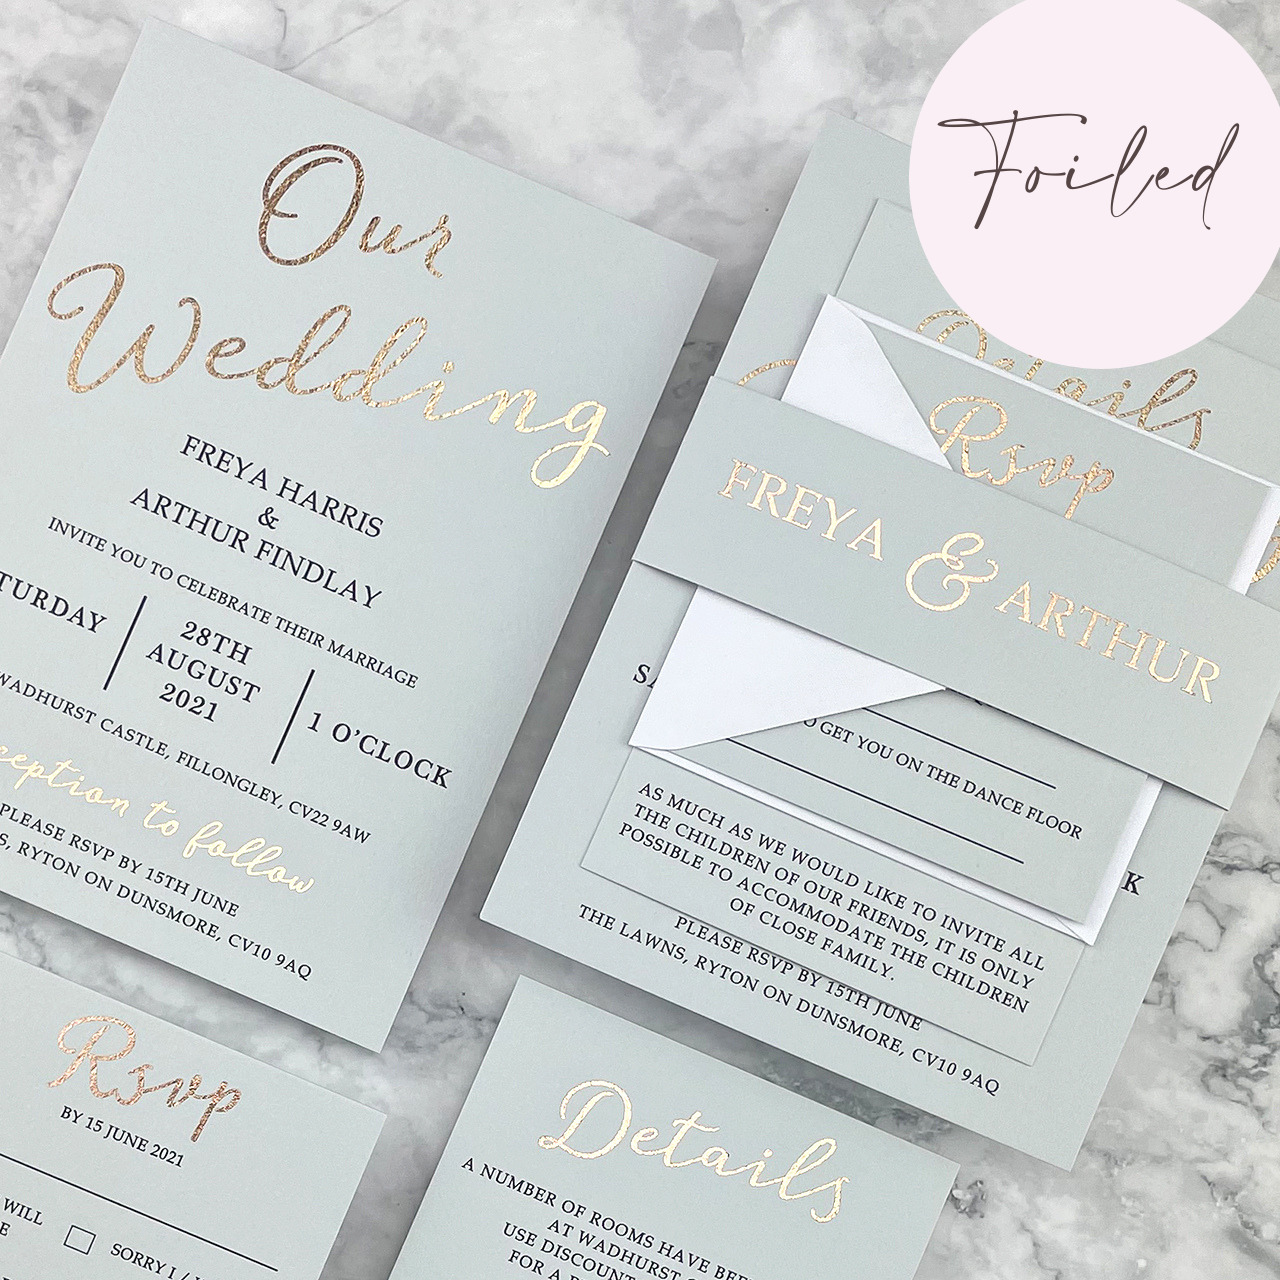 Foiled
Our
Wedding
FREYA HARRIS
&
ARTHUR FINDLAY
INVITE YOU TO CELEBRATE THEIR MARRIAGE
28TH
AUGUST
2021
1 O'CLOCK
WADHURST CASTLE, FILLONGLEY, CV22 9AW
to follow
PLEASE RSVP BY 15TH JUNE
RYTON ON DUNSMORE, CV10 9AQ
Details
Rsvp
FREYA & ARTHUR
TO GET YOU ON THE DANCE FLOOR
AS MUCH AS WE WOULD LIKE TO INVITE ALL
THE CHILDREN OF OUR FRIENDS, IT IS ONLY
POSSIBLE TO ACCOMMODATE THE CHILDREN
OF CLOSE FAMILY.
PLEASE RSVP BY 15TH JUNE
THE LAWNS, RYTON ON DUNSMORE, CV10 9AQ
Rsvp
BY 15 JUNE 2021
WILL
SORRY I /
Details
A NUMBER OF ROOMS HAVE BEE
AT WADHURST
USE DISCOUNT
FOR A